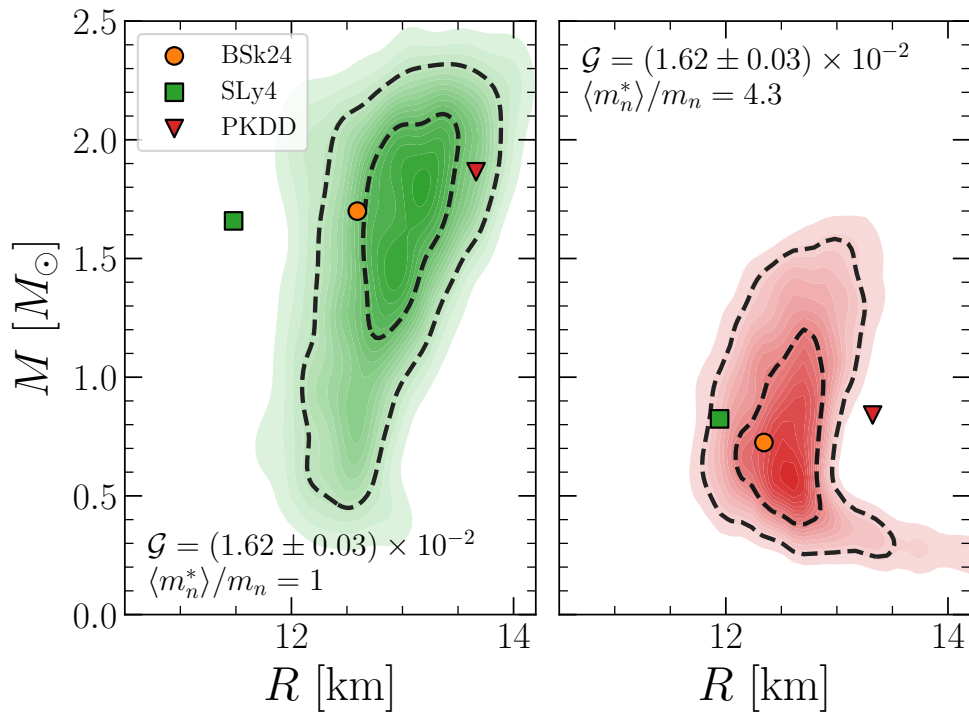 2.5
2.0
1.5
1.0
0.5
0.0
M [M⊙]
BSk24
SLy4
PKDD
𝒢 = (1.62 ± 0.03) × 10⁻²
⟨m*ₙ⟩/mₙ = 1
12
14
R [km]
𝒢 = (1.62 ± 0.03) × 10⁻²
⟨m*ₙ⟩/mₙ = 4.3
12
14
R [km]